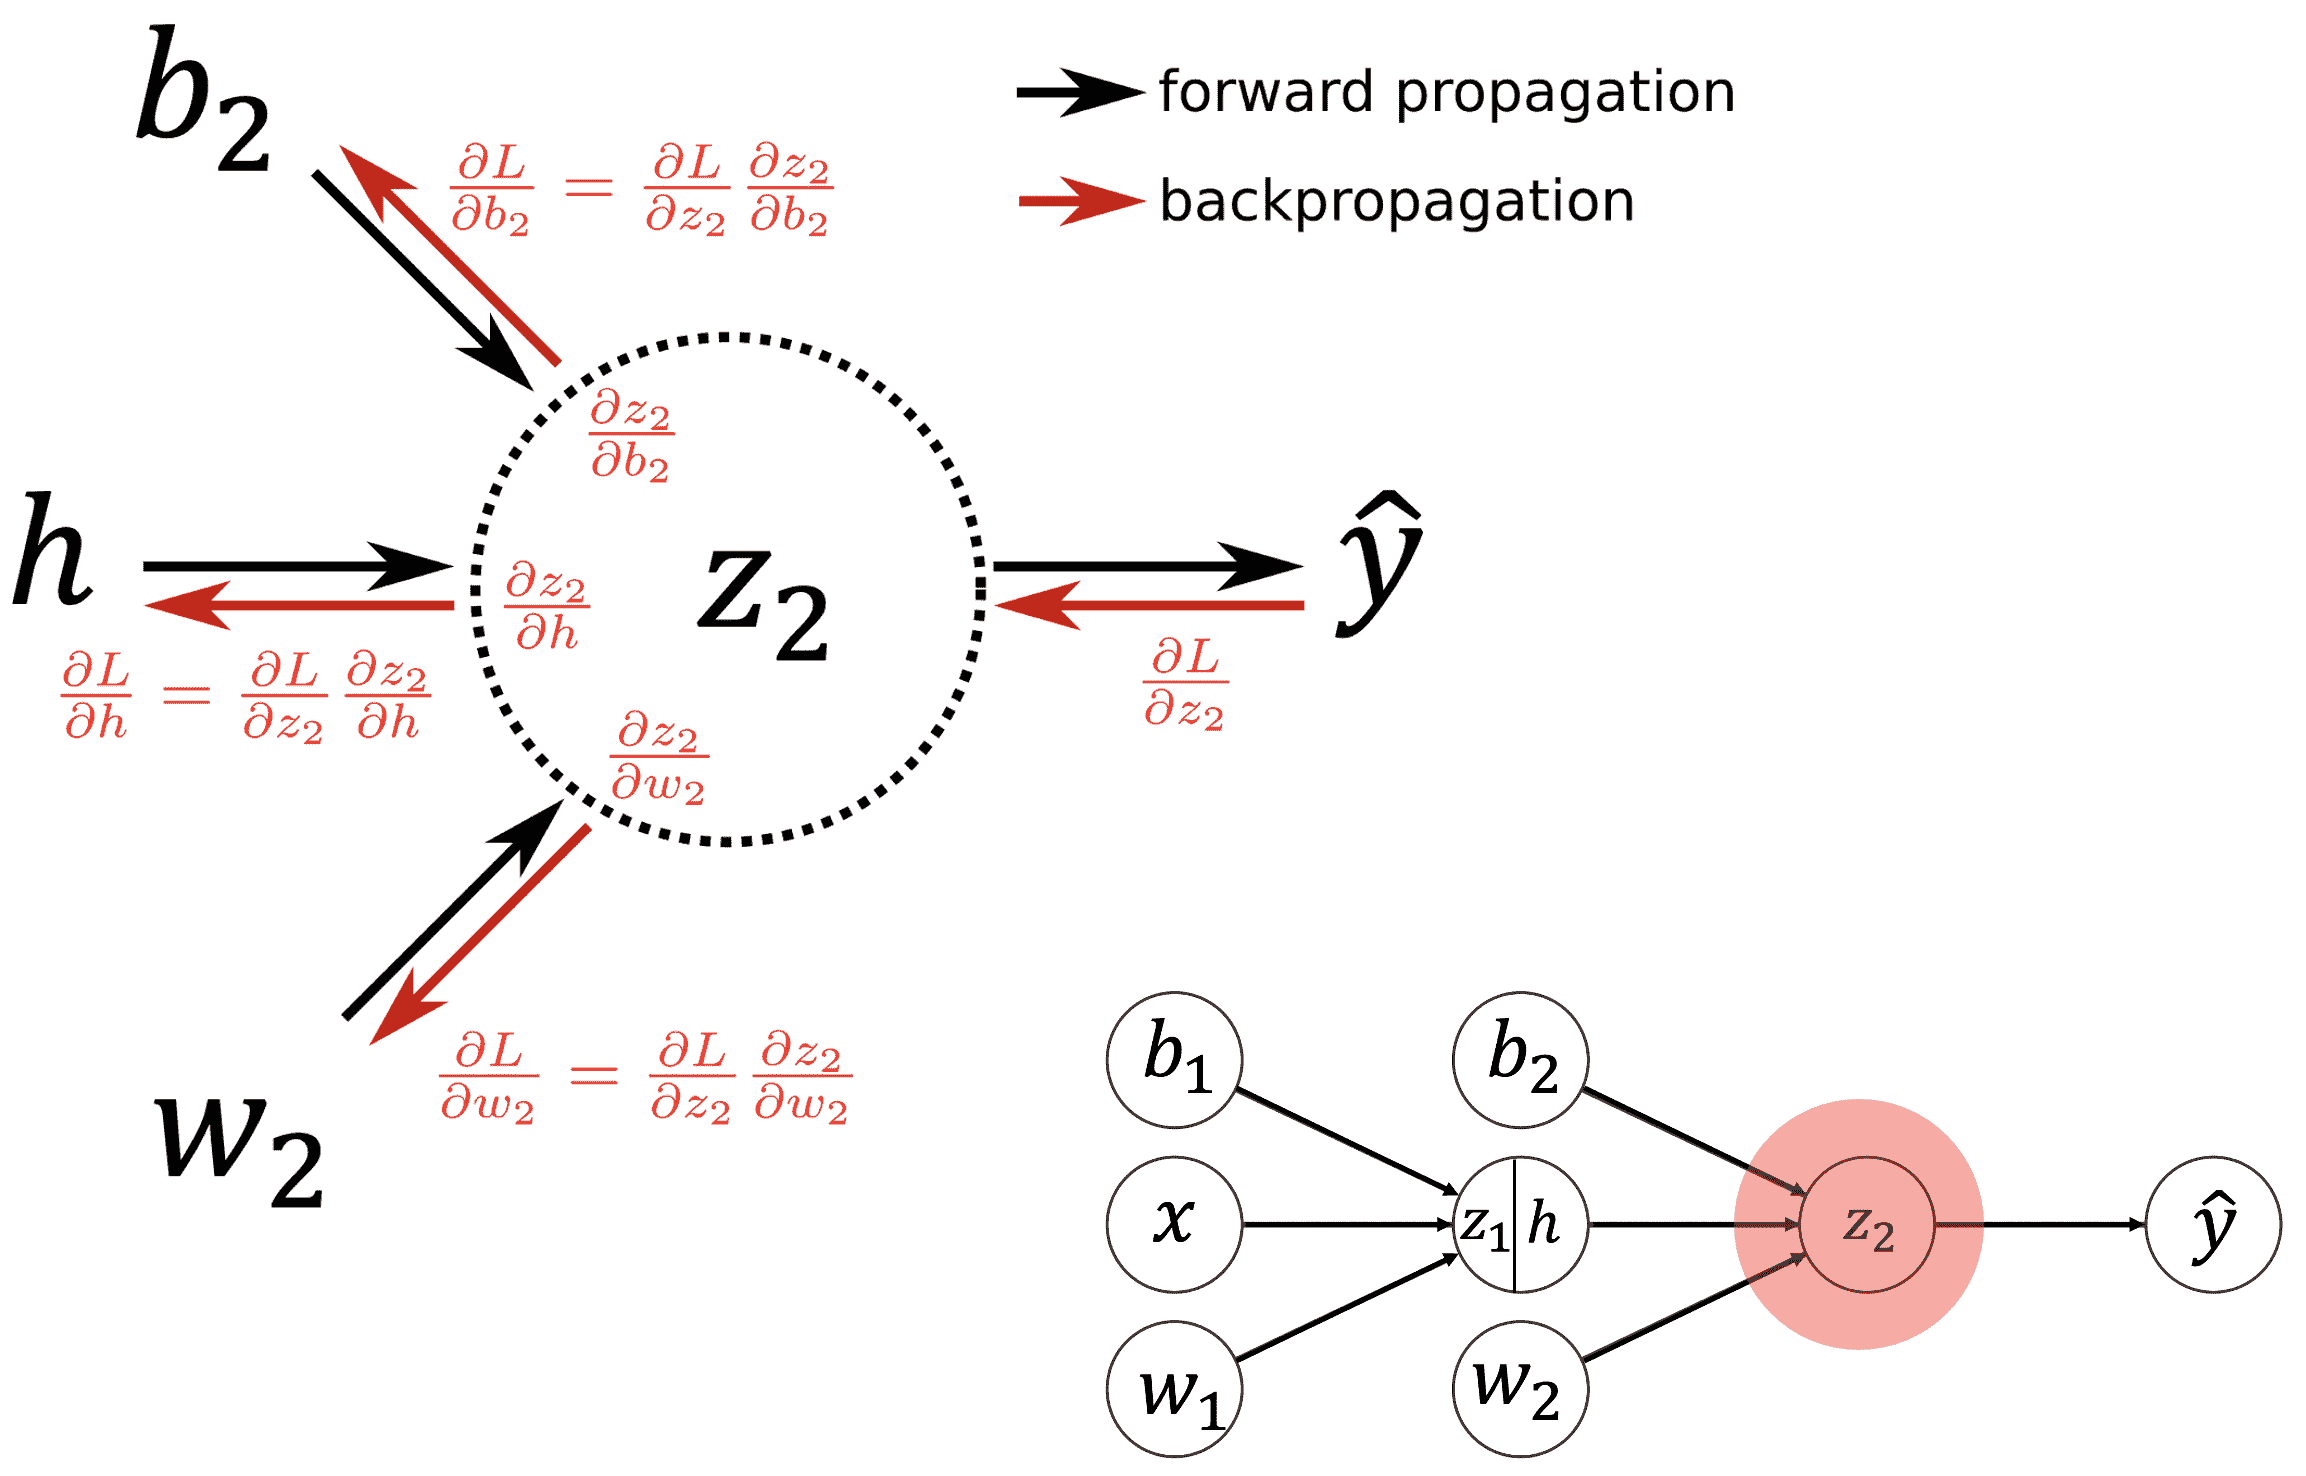 b₂
forward propagation
∂L/∂b₂ = ∂L/∂z₂ ∂z₂/∂b₂
backpropagation
∂z₂/∂b₂
h
∂z₂/∂h
z₂
ŷ
∂L/∂h = ∂L/∂z₂ ∂z₂/∂h
∂L/∂z₂
∂z₂/∂w₂
w₂
∂L/∂w₂ = ∂L/∂z₂ ∂z₂/∂w₂
b₁
b₂
x
z₁
h
z₂
ŷ
w₁
w₂